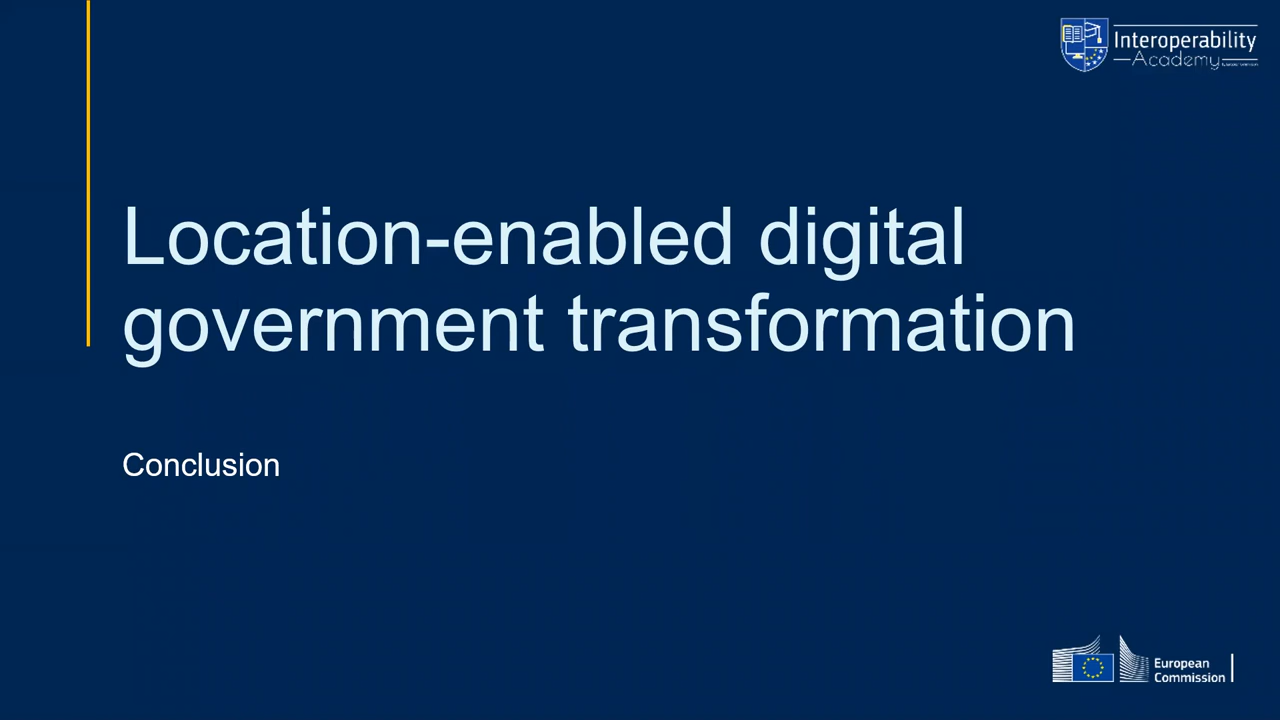 Interoperability
Academy
Location-enabled digital
government transformation
Conclusion
European
Commission